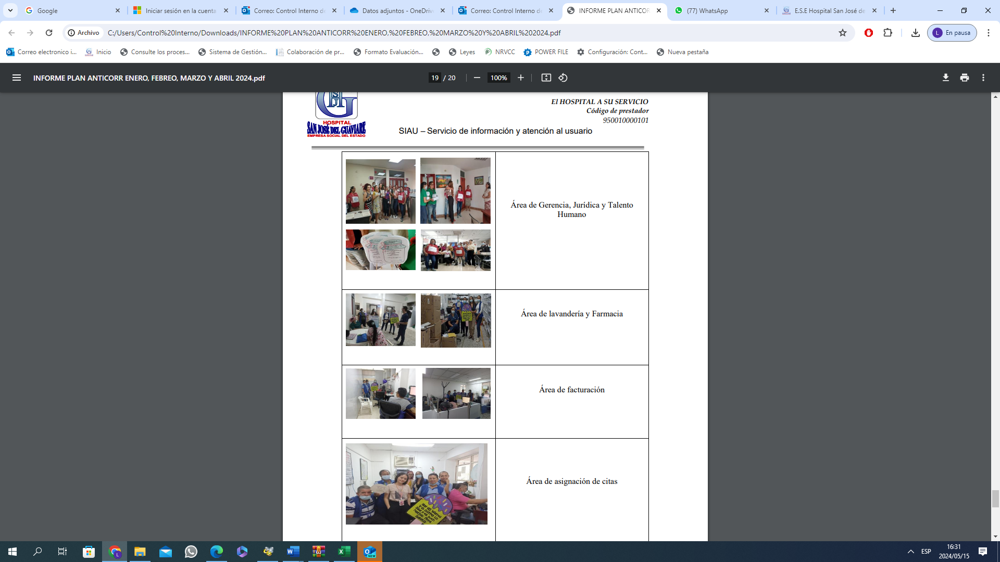 Google
Iniciar sesión en la cuenta
Correo: Control Interno de
Datos adjuntos - OneDrive
Correo: Control Interno de
INFORME PLAN ANTICOR
(77) WhatsApp
E.S.E Hospital San José de
Archivo
C:/Users/Control%20Interno/Downloads/INFORME%20PLAN%20ANTICORR%20ENERO,%20FEBREO,%20MARZO%20Y%20ABRIL%202024.pdf
L
En pausa
Correo electronico i...
Inicio
Consulte los proces...
Sistema de Gestión...
Colaboración de pr...
Formato Evaluación...
Leyes
NRVCC
POWER FILE
Configuración: Cont...
Nueva pestaña
INFORME PLAN ANTICORR ENERO, FEBREO, MARZO Y ABRIL 2024.pdf
19 / 20
100%
HOSPITAL
SAN JOSÉ DEL GUAVIARE
EMPRESA SOCIAL DEL ESTADO
El HOSPITAL A SU SERVICIO
Código de prestador
950010000101
SIAU – Servicio de información y atención al usuario
Área de Gerencia, Jurídica y Talento
Humano
Área de lavandería y Farmacia
Área de facturación
Área de asignación de citas
ESP
16:31
2024/05/15